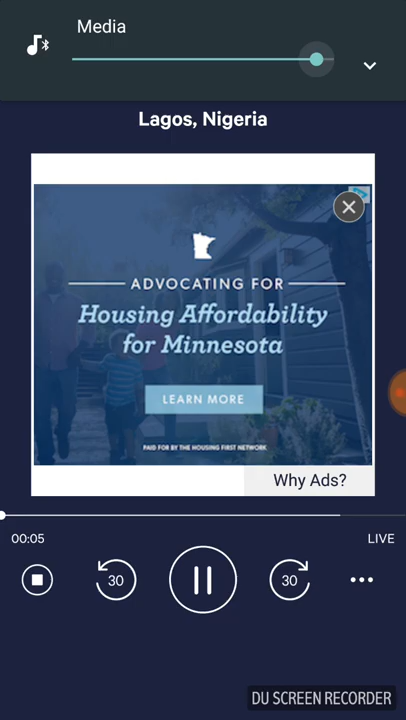 Media
Lagos, Nigeria
ADVOCATING FOR
Housing Affordability
for Minnesota
LEARN MORE
PAID FOR BY THE HOUSING FIRST NETWORK
Why Ads?
00:05
LIVE
30
30
DU SCREEN RECORDER